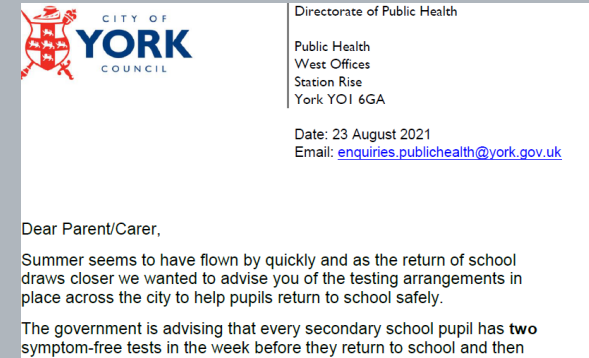 CITY OF
YORK
COUNCIL
Directorate of Public Health
Public Health
West Offices
Station Rise
York YO1 6GA
Date: 23 August 2021
Email: enquiries.publichealth@york.gov.uk
Dear Parent/Carer,
Summer seems to have flown by quickly and as the return of school
draws closer we wanted to advise you of the testing arrangements in
place across the city to help pupils return to school safely.
The government is advising that every secondary school pupil has two
symptom-free tests in the week before they return to school and then